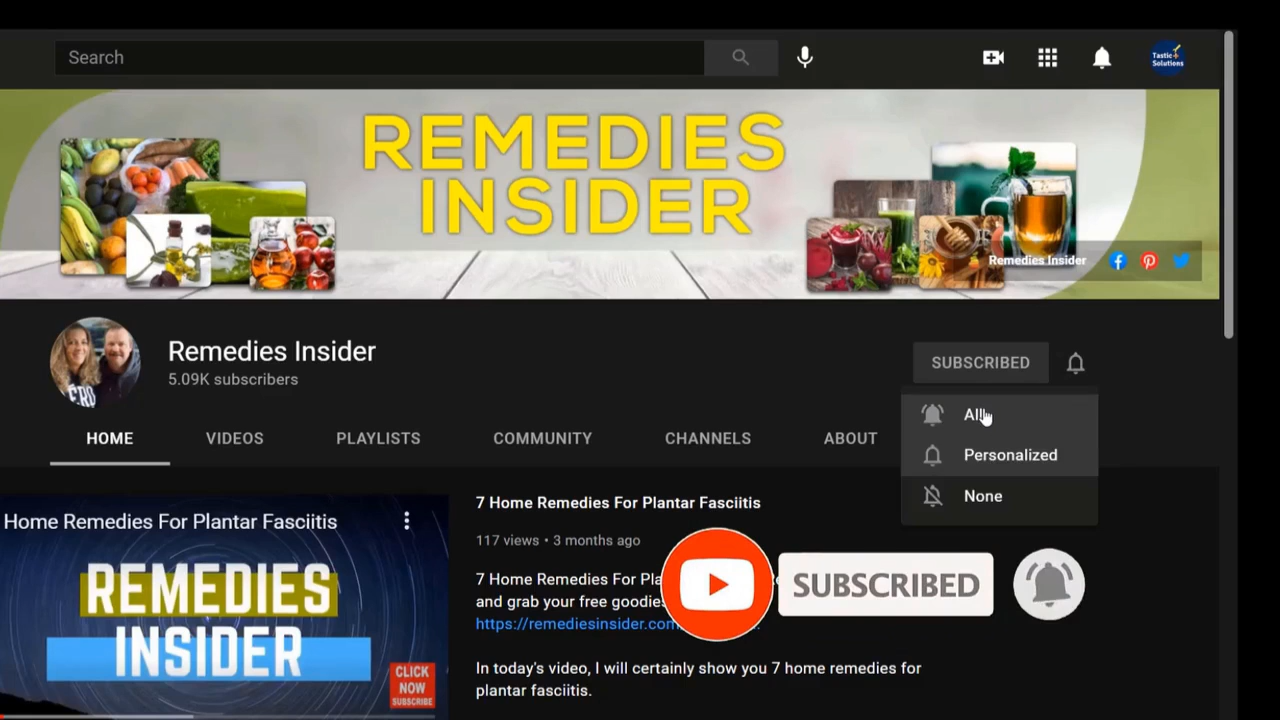 Search
Tastic
Solutions
REMEDIES
INSIDER
Remedies Insider
Remedies Insider
5.09K subscribers
SUBSCRIBED
All
Personalized
None
HOME
VIDEOS
PLAYLISTS
COMMUNITY
CHANNELS
ABOUT
Home Remedies For Plantar Fasciitis
REMEDIES
INSIDER
CLICK
NOW
SUBSCRIBE
7 Home Remedies For Plantar Fasciitis
117 views • 3 months ago
7 Home Remedies For
and grab your free goodies
https://remediesinsider.com
In today's video, I will certainly show you 7 home remedies for
plantar fasciitis.
SUBSCRIBED